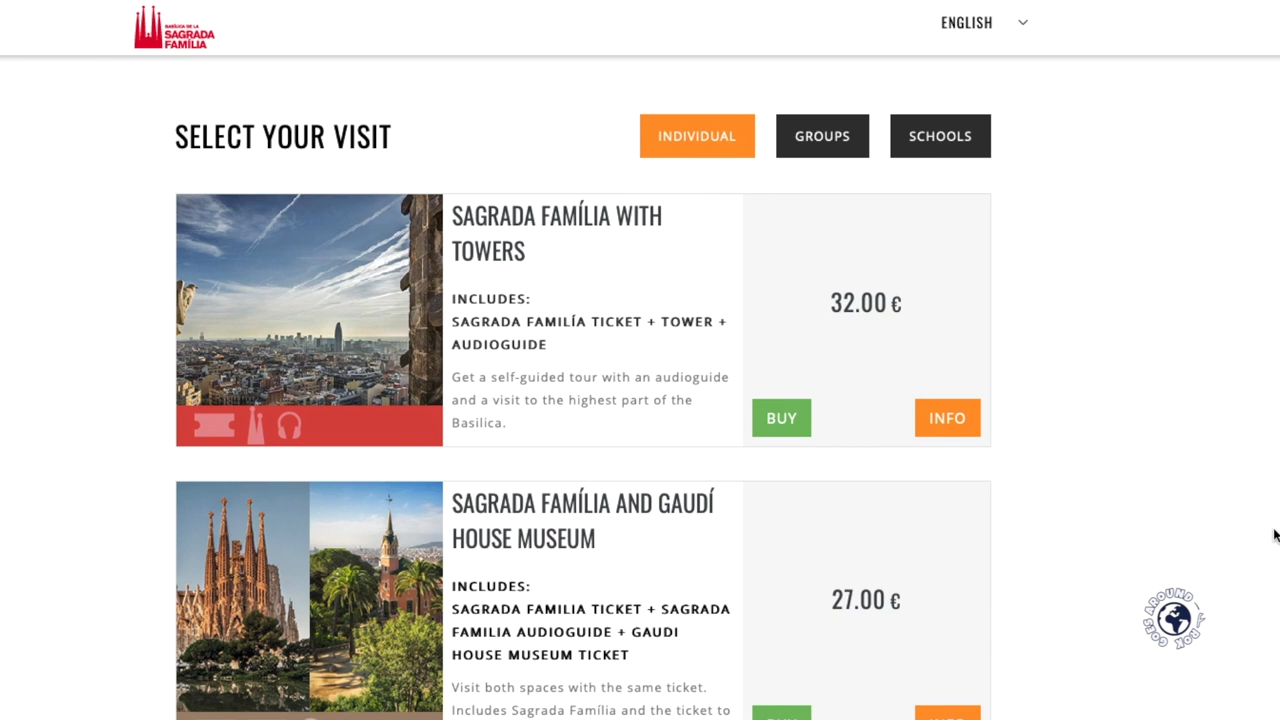 BASÍLICA DE LA
SAGRADA
FAMÍLIA
ENGLISH
SELECT YOUR VISIT
INDIVIDUAL
GROUPS
SCHOOLS
SAGRADA FAMÍLIA WITH
TOWERS
INCLUDES:
SAGRADA FAMILÍA TICKET + TOWER +
AUDIOGUIDE
Get a self-guided tour with an audioguide
and a visit to the highest part of the
Basilica.
32.00 €
BUY
INFO
SAGRADA FAMÍLIA AND GAUDÍ
HOUSE MUSEUM
INCLUDES:
SAGRADA FAMILIA TICKET + SAGRADA
FAMILIA AUDIOGUIDE + GAUDI
HOUSE MUSEUM TICKET
Visit both spaces with the same ticket.
Includes Sagrada Família and the ticket to
27.00 €
GOES AROUND